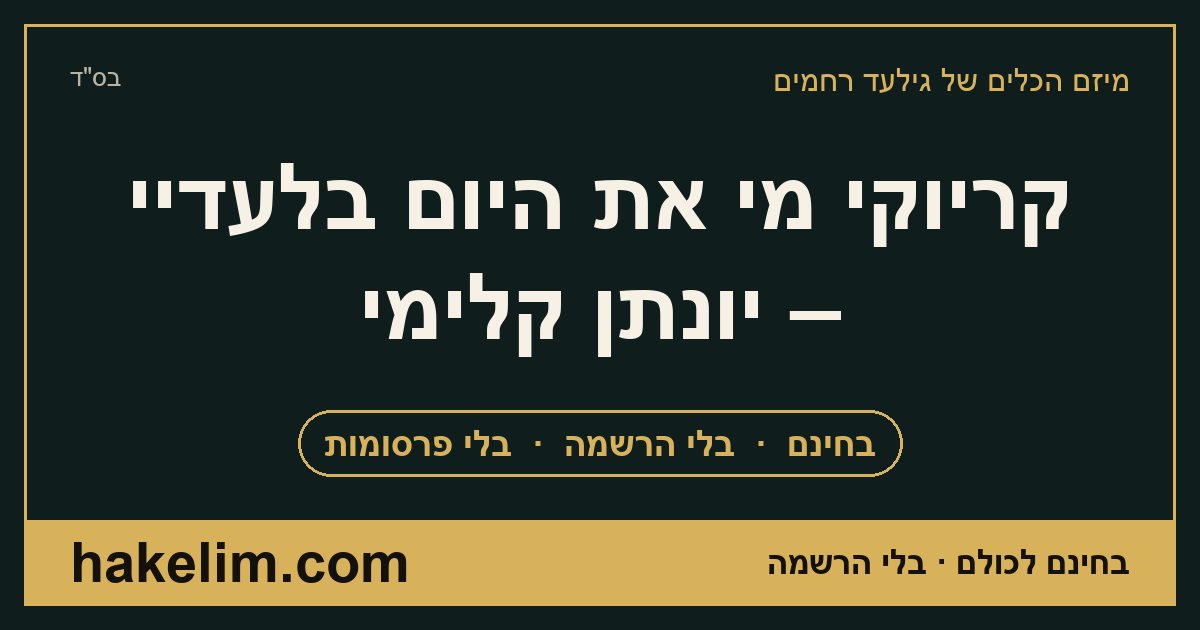 מיזם הכלים של גילעד רחמים
בס"ד
קריוקי מי את היום בלעדיי
– יונתן קלימי
בחינם · בלי הרשמה · בלי פרסומות
בחינם לכולם · בלי הרשמה
hakelim.com